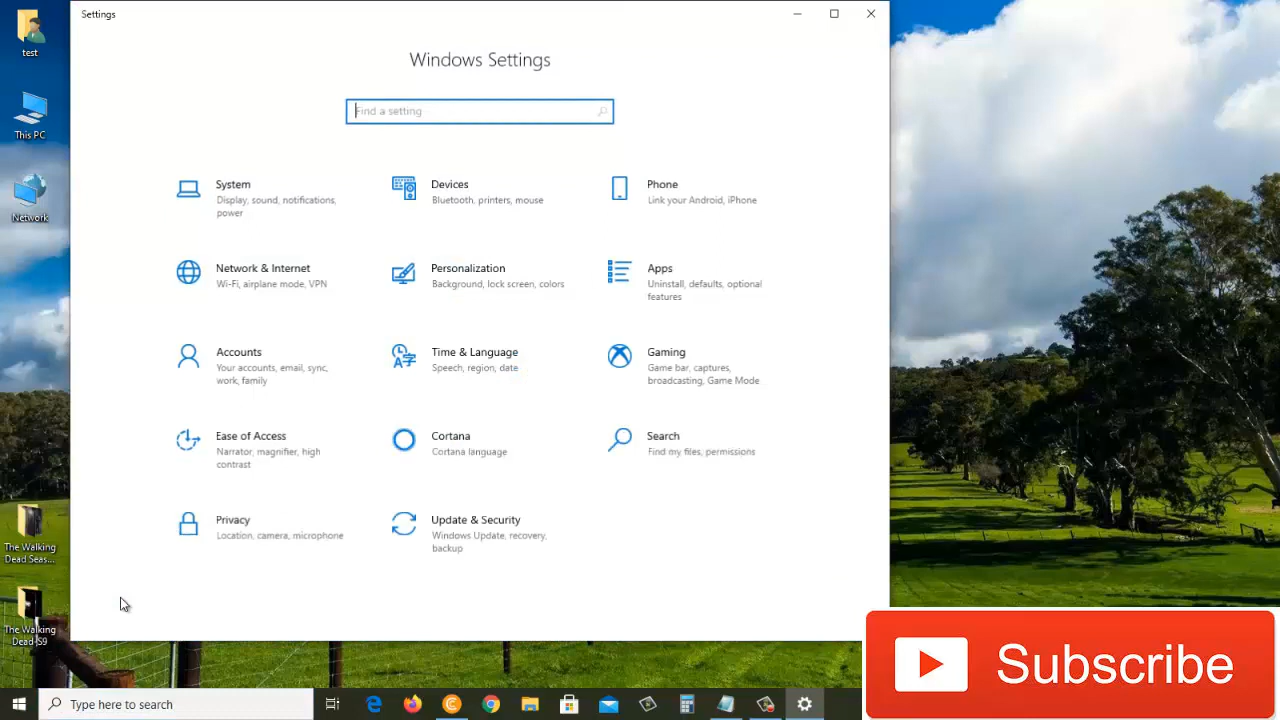 test
This PC
Network
The Walking
Dead Seas...
The Walking
Dead S9
Settings
Windows Settings
Find a setting
System
Display, sound, notifications,
power
Devices
Bluetooth, printers, mouse
Phone
Link your Android, iPhone
Network & Internet
Wi-Fi, airplane mode, VPN
Personalization
Background, lock screen, colors
Apps
Uninstall, defaults, optional
features
Accounts
Your accounts, email, sync,
work, family
Time & Language
Speech, region, date
Gaming
Game bar, captures,
broadcasting, Game Mode
Ease of Access
Narrator, magnifier, high
contrast
Cortana
Cortana language
Search
Find my files, permissions
Privacy
Location, camera, microphone
Update & Security
Windows Update, recovery,
backup
Subscribe
Type here to search